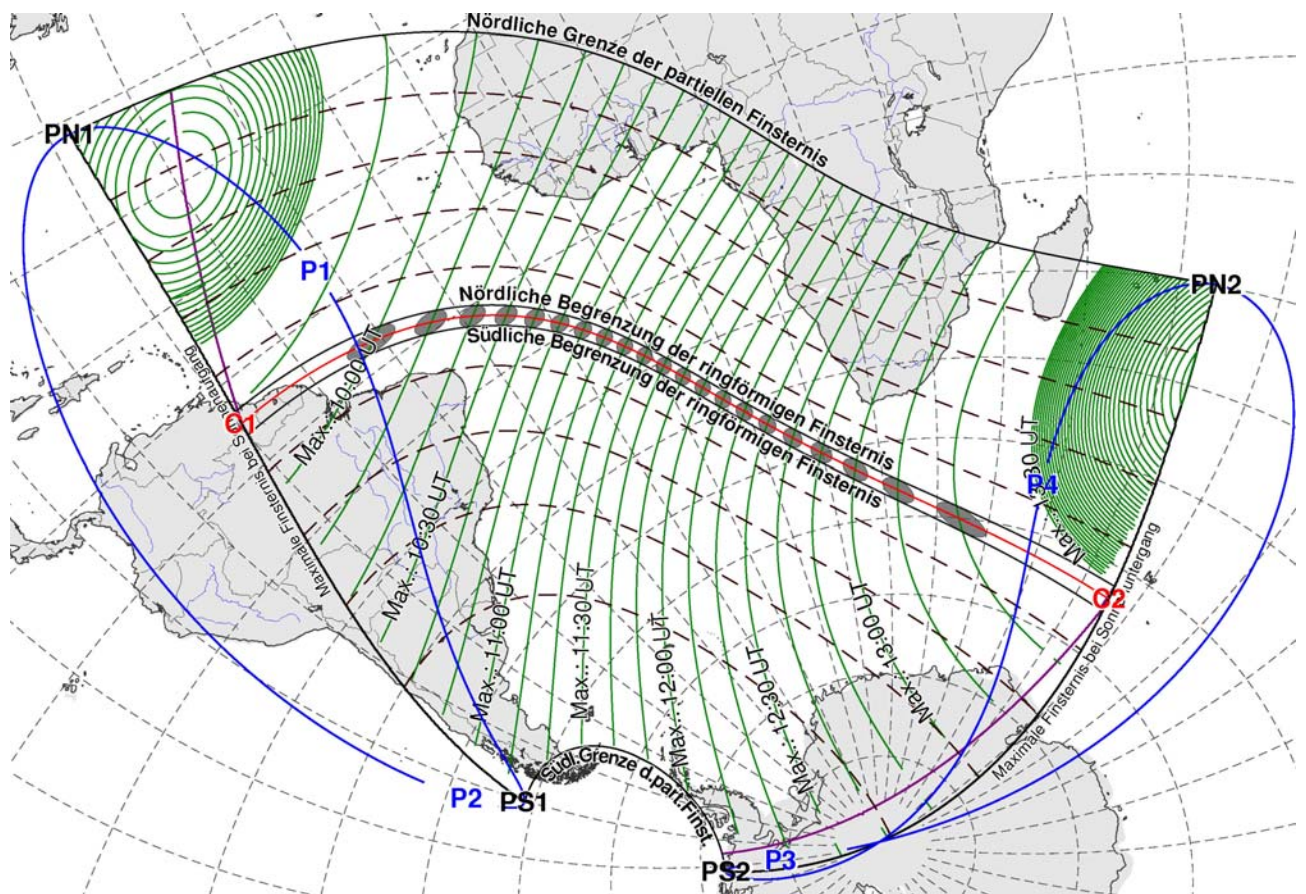 Nördliche Grenze der partiellen Finsternis
PN1
P1
PN2
Nördliche Begrenzung der ringförmigen Finsternis
Südliche Begrenzung der ringförmigen Finsternis
C1
Maximale Finsternis bei Sonnenaufgang
Max.: 10:00 UT
Max.: 10:30 UT
Max.: 11:00 UT
Max.: 11:30 UT
Max.: 12:00 UT
Max.: 12:30 UT
Max.: 13:00 UT
P4
C2
Maximale Finsternis bei Sonnenuntergang
Südl.Grenze d.part.Finst.
P2
PS1
PS2
P3